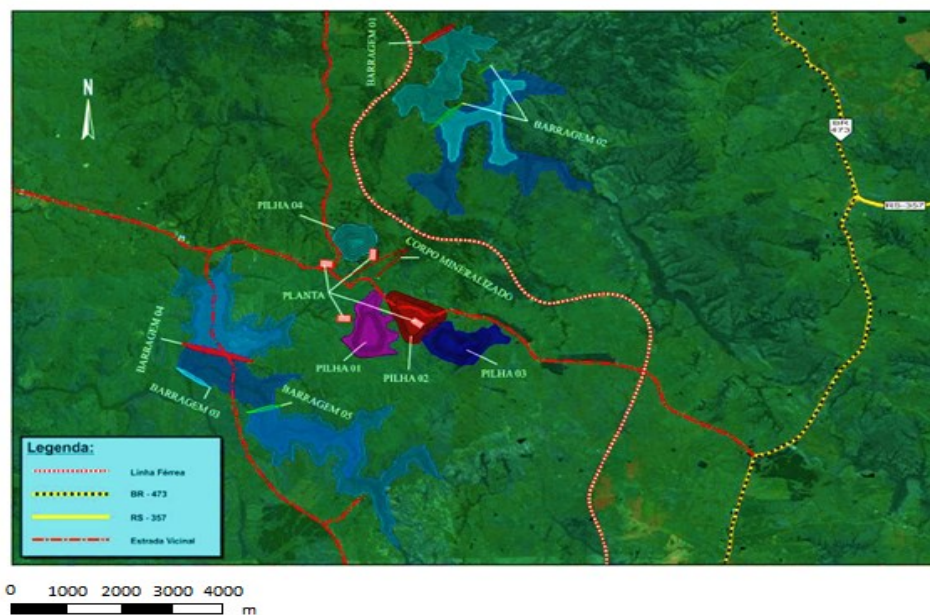 BARRAGEM 01
N
BARRAGEM 02
BR
473
RS-357
PILHA 04
CORPO MINERALIZADO
PLANTA
BARRAGEM 04
PILHA 01
PILHA 02
PILHA 03
BARRAGEM 03
BARRAGEM 05
Legenda:
Linha Férrea
BR - 473
RS - 357
Estrada Vicinal
0 1000 2000 3000 4000
m